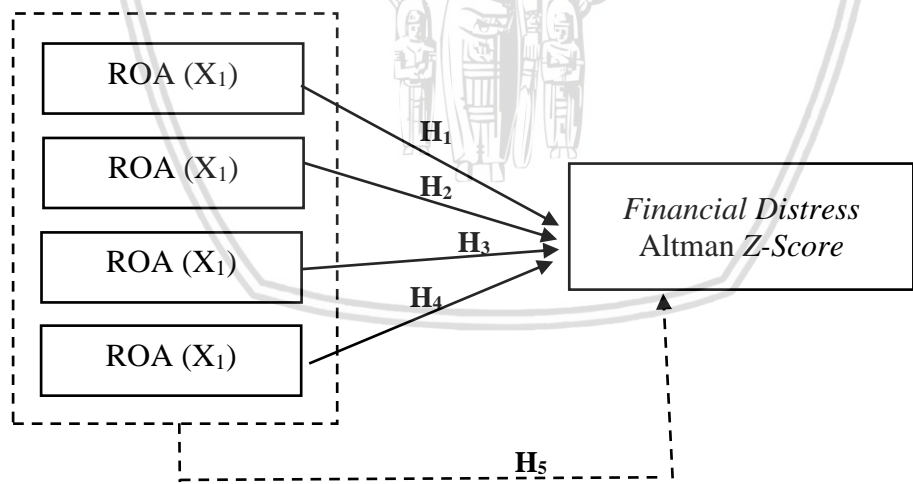 ROA (X₁)
H₁
ROA (X₁)
H₂
Financial Distress
Altman Z-Score
H₃
ROA (X₁)
H₄
ROA (X₁)
H₅